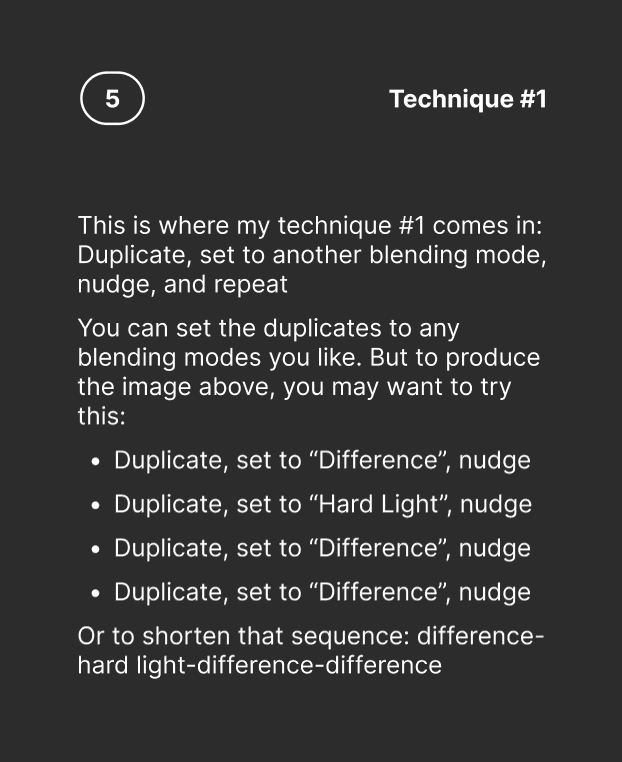 5
Technique #1
This is where my technique #1 comes in:
Duplicate, set to another blending mode,
nudge, and repeat
You can set the duplicates to any
blending modes you like. But to produce
the image above, you may want to try
this:
• Duplicate, set to “Difference”, nudge
• Duplicate, set to “Hard Light”, nudge
• Duplicate, set to “Difference”, nudge
• Duplicate, set to “Difference”, nudge
Or to shorten that sequence: difference-
hard light-difference-difference